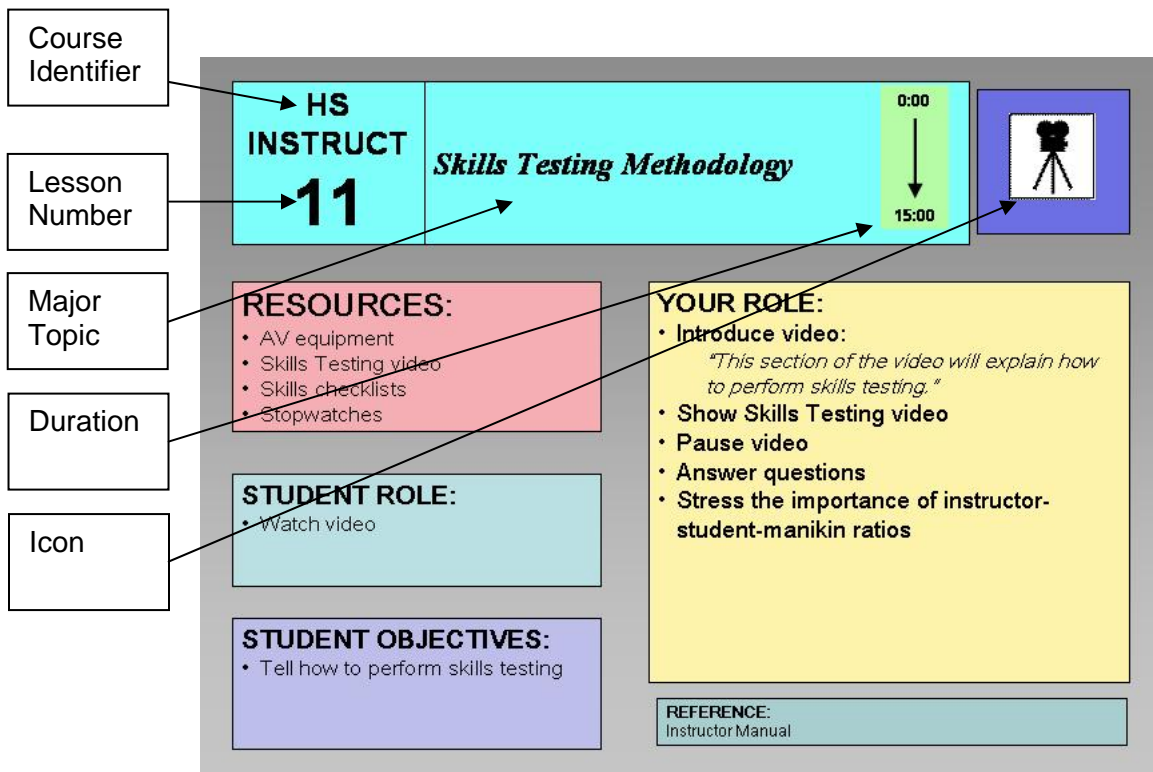 Course
Identifier
Lesson
Number
Major
Topic
Duration
Icon
HS
INSTRUCT
11
Skills Testing Methodology
0:00
15:00
RESOURCES:
• AV equipment
• Skills Testing video
• Skills checklists
• Stopwatches
STUDENT ROLE:
• Watch video
STUDENT OBJECTIVES:
• Tell how to perform skills testing
YOUR ROLE:
• Introduce video:
"This section of the video will explain how
to perform skills testing."
• Show Skills Testing video
• Pause video
• Answer questions
• Stress the importance of instructor-
student-manikin ratios
REFERENCE:
Instructor Manual